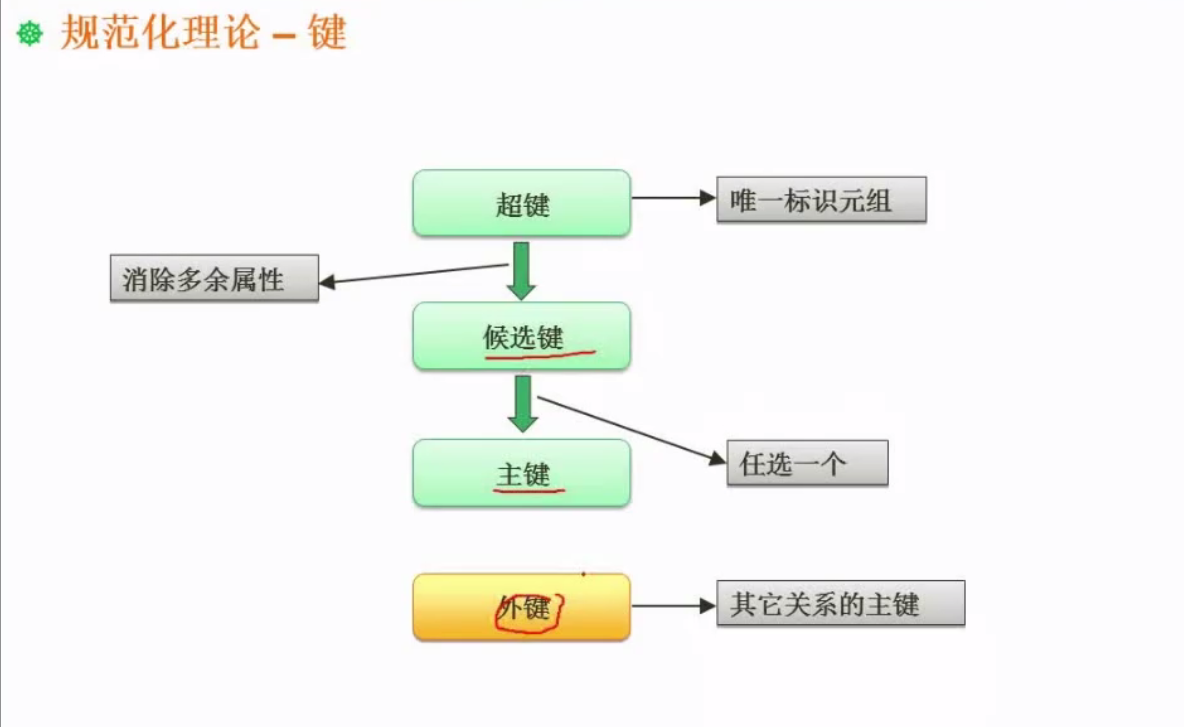 规范化理论 – 键
超键
唯一标识元组
消除多余属性
候选键
主键
任选一个
外键
其它关系的主键